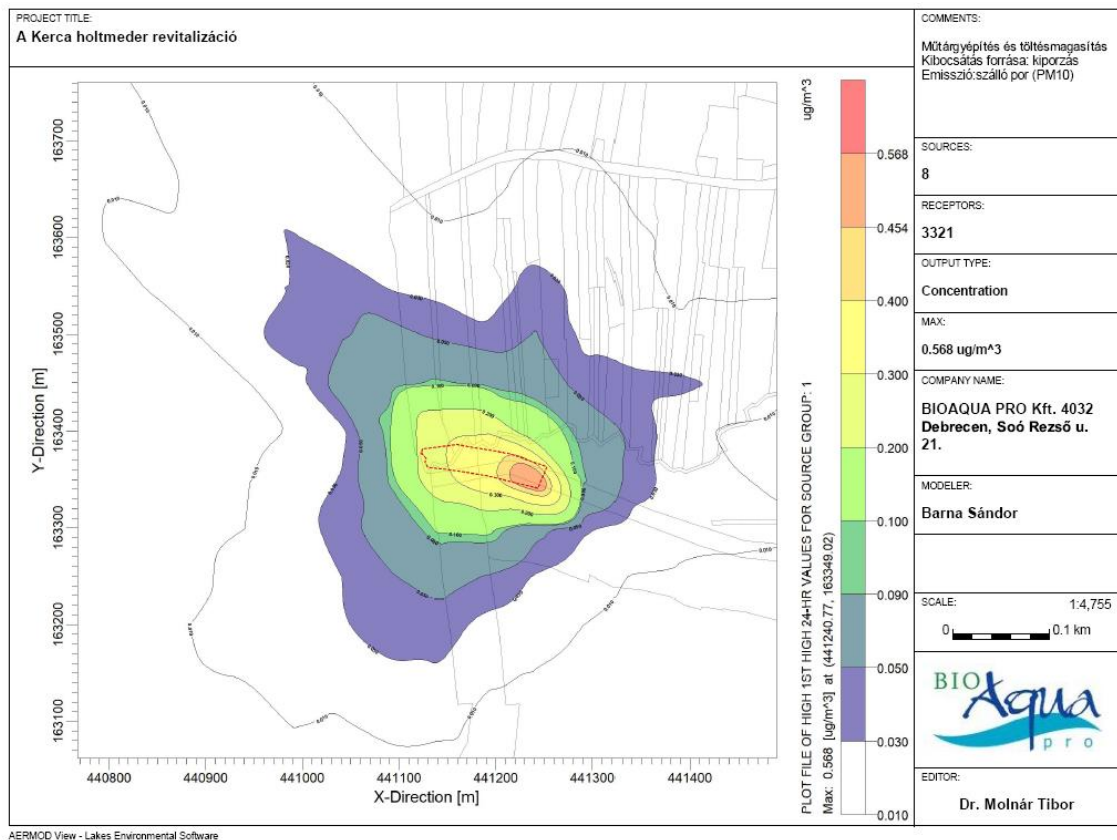 PROJECT TITLE:
A Kerca holtmeder revitalizáció
COMMENTS:
Műtárgyépítés és töltésmagasítás
Kibocsátás forrása: kiporzás
Emisszió:szálló por (PM10)
SOURCES:
8
RECEPTORS:
3321
OUTPUT TYPE:
Concentration
MAX:
0.568 ug/m^3
COMPANY NAME:
BIOAQUA PRO Kft. 4032
Debrecen, Soó Rezső u.
21.
MODELER:
Barna Sándor
SCALE:
1:4,755
0
0.1 km
BIO Aqua
pro
EDITOR:
Dr. Molnár Tibor
Y-Direction [m]
163700
163600
163500
163400
163300
163200
163100
440800
440900
441000
441100
441200
441300
441400
X-Direction [m]
PLOT FILE OF HIGH 1ST HIGH 24-HR VALUES FOR SOURCE GROUP: 1
Max: 0.568 [ug/m^3] at (441240.77, 163349.02)
ug/m^3
0.568
0.454
0.400
0.300
0.200
0.100
0.090
0.050
0.030
0.010
AERMOD View - Lakes Environmental Software